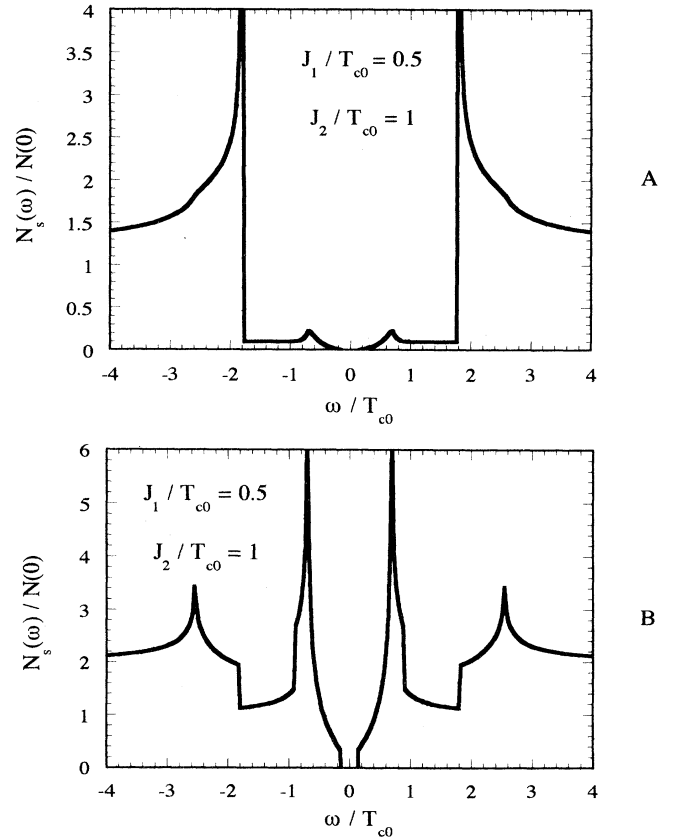 4
3.5
3
2.5
2
1.5
1
0.5
0
N_s(ω) / N(0)
J_1 / T_c0 = 0.5
J_2 / T_c0 = 1
A
-4 -3 -2 -1 0 1 2 3 4
ω / T_c0
6
5
4
3
2
1
0
N_s(ω) / N(0)
J_1 / T_c0 = 0.5
J_2 / T_c0 = 1
B
-4 -3 -2 -1 0 1 2 3 4
ω / T_c0